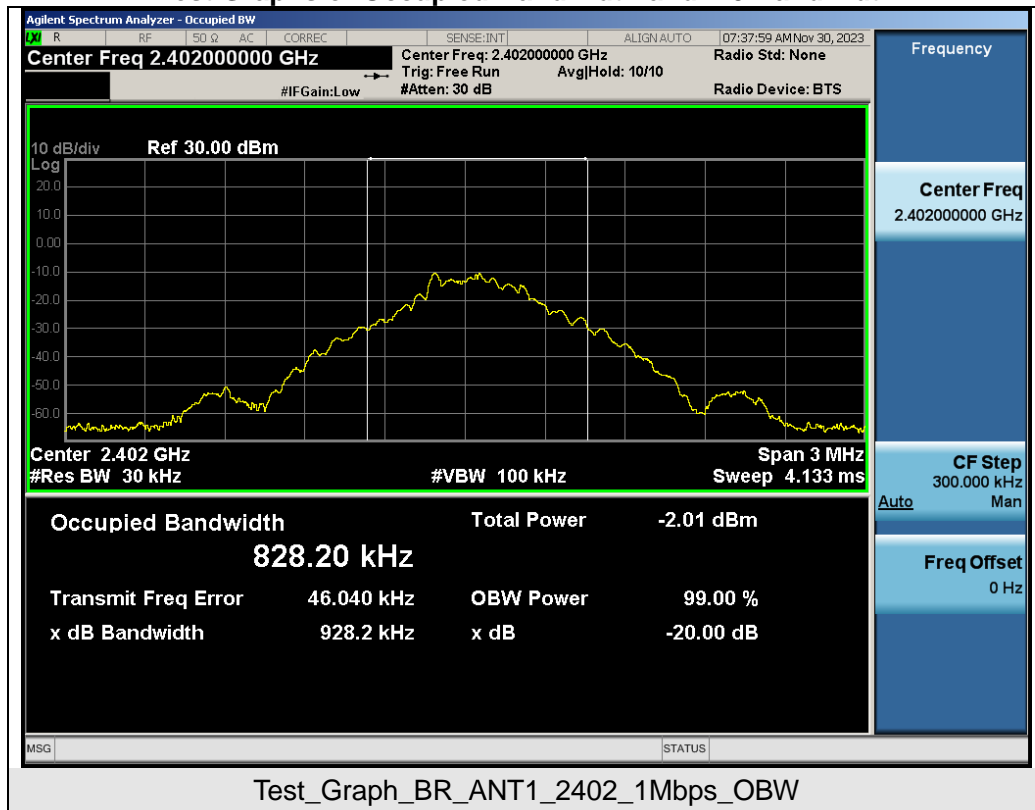 Agilent Spectrum Analyzer - Occupied BW
LXI R RF 50 Ω AC CORREC SENSE:INT ALIGN AUTO 07:37:59 AM Nov 30, 2023
Center Freq 2.402000000 GHz
Center Freq: 2.402000000 GHz
Radio Std: None
Trig: Free Run Avg|Hold: 10/10
#IFGain:Low #Atten: 30 dB Radio Device: BTS
10 dB/div Ref 30.00 dBm
Log
20.0
10.0
0.00
-10.0
-20.0
-30.0
-40.0
-50.0
-60.0
Center 2.402 GHz Span 3 MHz
#Res BW 30 kHz #VBW 100 kHz Sweep 4.133 ms
Occupied Bandwidth Total Power -2.01 dBm
828.20 kHz
Transmit Freq Error 46.040 kHz OBW Power 99.00 %
x dB Bandwidth 928.2 kHz x dB -20.00 dB
MSG STATUS
Frequency
Center Freq
2.402000000 GHz
CF Step
300.000 kHz
Auto Man
Freq Offset
0 Hz
Test_Graph_BR_ANT1_2402_1Mbps_OBW